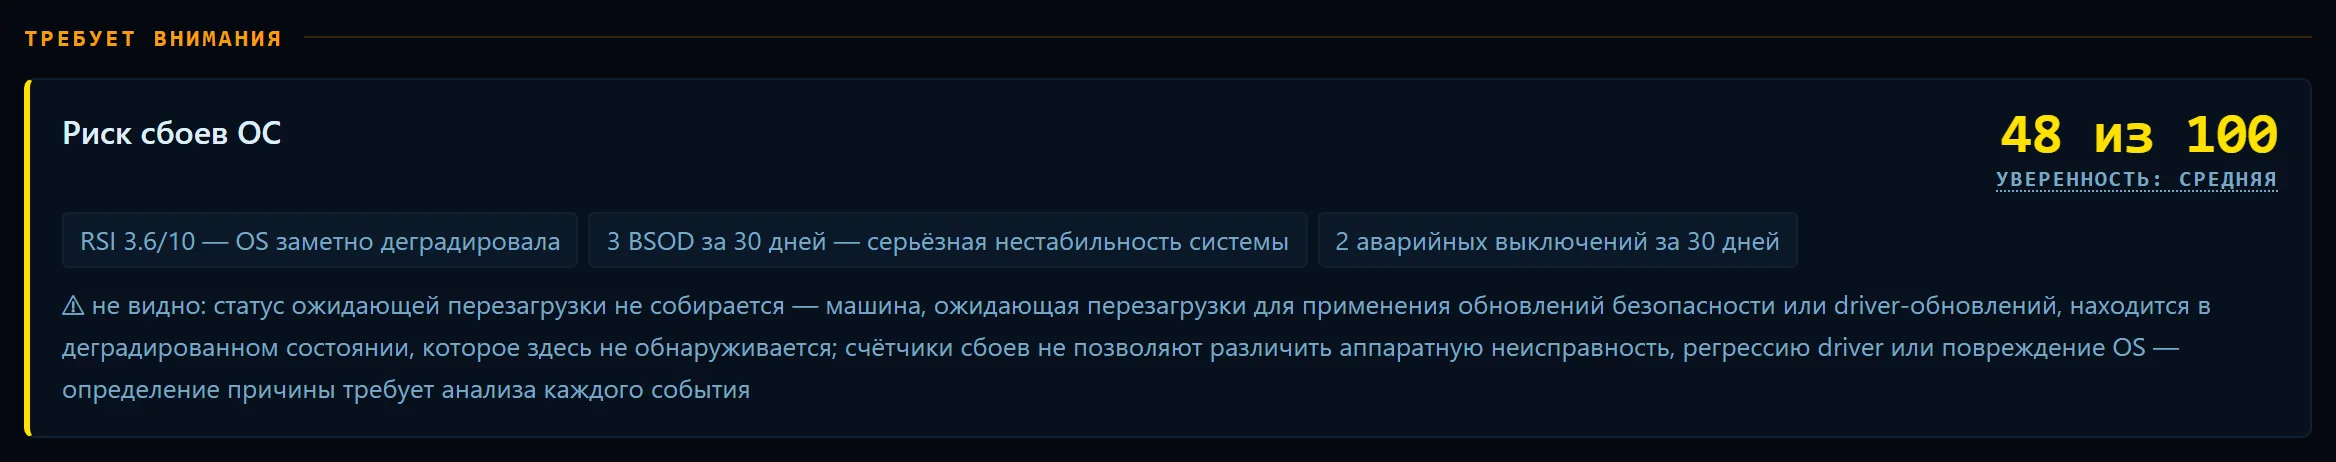 ТРЕБУЕТ ВНИМАНИЯ
Риск сбоев ОС
48 из 100
УВЕРЕННОСТЬ: СРЕДНЯЯ
RSI 3.6/10 — OS заметно деградировала
3 BSOD за 30 дней — серьёзная нестабильность системы
2 аварийных выключений за 30 дней
⚠ не видно: статус ожидающей перезагрузки не собирается — машина, ожидающая перезагрузки для применения обновлений безопасности или driver-обновлений, находится в
деградированном состоянии, которое здесь не обнаруживается; счётчики сбоев не позволяют различить аппаратную неисправность, регрессию driver или повреждение OS —
определение причины требует анализа каждого события